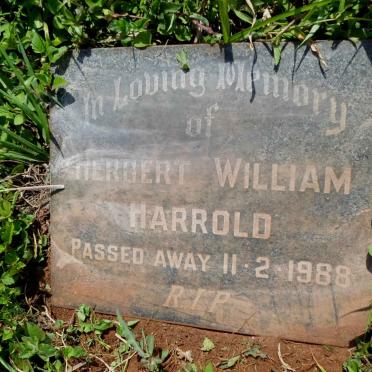 In Loving Memory
of
HERBERT WILLIAM
HARROLD
PASSED AWAY 11-2-1988
R.I.P.